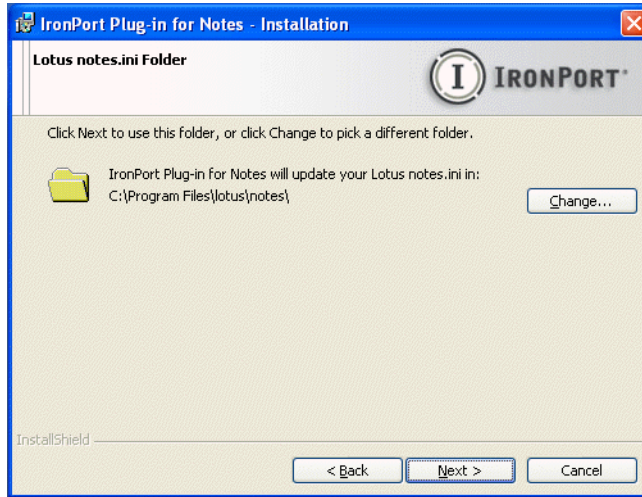 IronPort Plug-in for Notes - Installation
Lotus notes.ini Folder
I IRONPORT
Click Next to use this folder, or click Change to pick a different folder.
IronPort Plug-in for Notes will update your Lotus notes.ini in:
C:\Program Files\lotus\notes\
Change...
InstallShield
< Back Next > Cancel